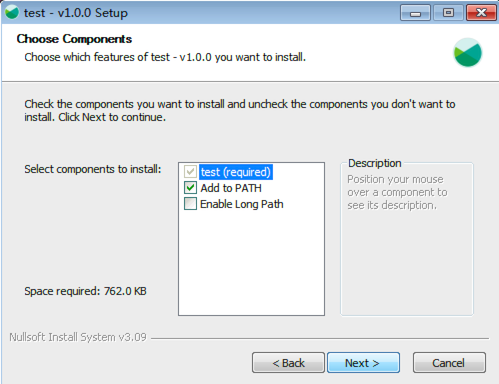 test - v1.0.0 Setup
Choose Components
Choose which features of test - v1.0.0 you want to install.
Check the components you want to install and uncheck the components you don't want to
install. Click Next to continue.
Select components to install:
test (required)
Add to PATH
Enable Long Path
Description
Position your mouse
over a component to
see its description.
Space required: 762.0 KB
Nullsoft Install System v3.09
< Back
Next >
Cancel